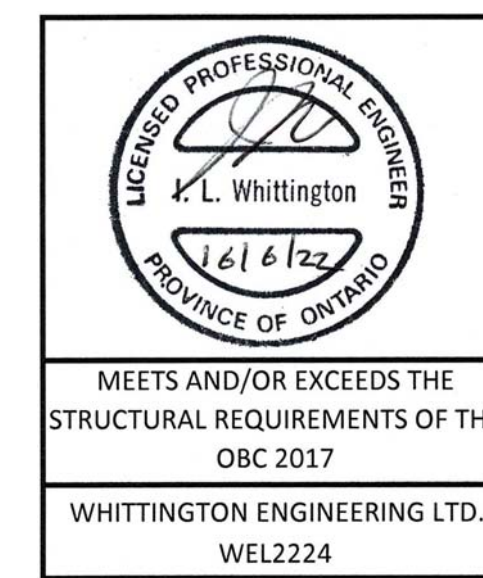 LICENSED PROFESSIONAL ENGINEER
I. L. Whittington
16/6/22
PROVINCE OF ONTARIO
MEETS AND/OR EXCEEDS THE
STRUCTURAL REQUIREMENTS OF TH
OBC 2017
WHITTINGTON ENGINEERING LTD.
WEL2224